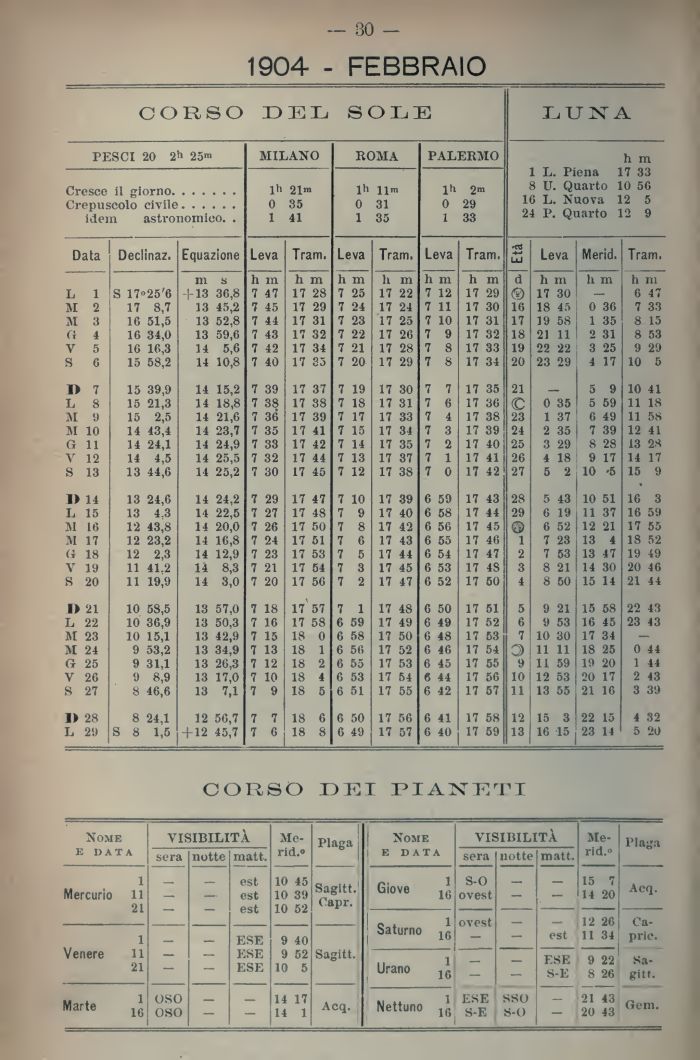 — 30 —
1904 - FEBBRAIO
CORSO DEL SOLE LUNA
PESCI 20 2h 25m MILANO ROMA PALERMO
h m
1 L. Piena 17 33
8 U. Quarto 10 56
16 L. Nuova 12 5
24 P. Quarto 12 9
Cresce il giorno. . . . . . . 1h 21m 1h 11m 1h 2m
Crepuscolo civile. . . . . . 0 35 0 31 0 29
idem astronomico. . 1 41 1 35 1 33
Data Declinaz. Equazione Leva Tram. Leva Tram. Leva Tram. Età Leva Merid. Tram.
m s h m h m h m h m h m h m d h m h m h m
L 1 S 17°25'6 +13 36,8 7 47 17 28 7 25 17 22 7 12 17 29 17 30 — 6 47
M 2 17 8,7 13 45,2 7 45 17 29 7 24 17 24 7 11 17 30 16 18 45 0 36 7 33
M 3 16 51,5 13 52,8 7 44 17 31 7 23 17 25 7 10 17 31 17 19 58 1 35 8 15
G 4 16 34,0 13 59,6 7 43 17 32 7 22 17 26 7 9 17 32 18 21 11 2 31 8 53
V 5 16 16,3 14 5,6 7 42 17 34 7 21 17 28 7 8 17 33 19 22 22 3 25 9 29
S 6 15 58,2 14 10,8 7 40 17 35 7 20 17 29 7 8 17 34 20 23 29 4 17 10 5
D 7 15 39,9 14 15,2 7 39 17 37 7 19 17 30 7 7 17 35 21 — 5 9 10 41
L 8 15 21,3 14 18,8 7 38 17 38 7 18 17 31 7 6 17 36 0 35 5 59 11 18
M 9 15 2,5 14 21,6 7 36 17 39 7 17 17 33 7 4 17 38 23 1 37 6 49 11 58
M 10 14 43,4 14 23,7 7 35 17 41 7 15 17 34 7 3 17 39 24 2 35 7 39 12 41
G 11 14 24,1 14 24,9 7 33 17 42 7 14 17 35 7 2 17 40 25 3 29 8 28 13 28
V 12 14 4,5 14 25,5 7 32 17 44 7 13 17 37 7 1 17 41 26 4 18 9 17 14 17
S 13 13 44,6 14 25,2 7 30 17 45 7 12 17 38 7 0 17 42 27 5 2 10 5 15 9
D 14 13 24,6 14 24,2 7 29 17 47 7 10 17 39 6 59 17 43 28 5 43 10 51 16 3
L 15 13 4,3 14 22,5 7 27 17 48 7 9 17 40 6 58 17 44 29 6 19 11 37 16 59
M 16 12 43,8 14 20,0 7 26 17 50 7 8 17 42 6 56 17 45 6 52 12 21 17 55
M 17 12 23,2 14 16,8 7 24 17 51 7 6 17 43 6 55 17 46 1 7 23 13 4 18 52
G 18 12 2,3 14 12,9 7 23 17 53 7 5 17 44 6 54 17 47 2 7 53 13 47 19 49
V 19 11 41,2 14 8,3 7 21 17 54 7 3 17 45 6 53 17 48 3 8 21 14 30 20 46
S 20 11 19,9 14 3,0 7 20 17 56 7 2 17 47 6 52 17 50 4 8 50 15 14 21 44
D 21 10 58,5 13 57,0 7 18 17 57 7 1 17 48 6 50 17 51 5 9 21 15 58 22 43
L 22 10 36,9 13 50,3 7 16 17 58 6 59 17 49 6 49 17 52 6 9 53 16 45 23 43
M 23 10 15,1 13 42,9 7 15 18 0 6 58 17 50 6 48 17 53 7 10 30 17 34 —
M 24 9 53,2 13 34,9 7 13 18 1 6 56 17 52 6 46 17 54 11 11 18 25 0 44
G 25 9 31,1 13 26,3 7 12 18 2 6 55 17 53 6 45 17 55 9 11 59 19 20 1 44
V 26 9 8,9 13 17,0 7 10 18 4 6 53 17 54 6 44 17 56 10 12 53 20 17 2 43
S 27 8 46,6 13 7,1 7 9 18 5 6 51 17 55 6 42 17 57 11 13 55 21 16 3 39
D 28 8 24,1 12 56,7 7 7 18 6 6 50 17 56 6 41 17 58 12 15 3 22 15 4 32
L 29 S 8 1,5 +12 45,7 7 6 18 8 6 49 17 57 6 40 17 59 13 16 15 23 14 5 20
CORSO DEI PIANETI
NOME E DATA VISIBILITÀ sera notte matt. Merid.º Plaga
Mercurio 1 — — est 10 45 Sagitt.
11 — — est 10 39 Capr.
21 — — est 10 52
Venere 1 — — ESE 9 40
11 — — ESE 9 52 Sagitt.
21 — — ESE 10 5
Marte 1 OSO — — 14 17 Acq.
16 OSO — — 14 1
NOME E DATA VISIBILITÀ sera notte matt. Merid.º Plaga
Giove 1 S-O — — 15 7 Acq.
16 ovest — — 14 20
Saturno 1 ovest — — 12 26 Ca-
16 — — est 11 34 pric.
Urano 1 — — ESE 9 22 Sa-
16 — — S-E 8 26 gitt.
Nettuno 1 ESE SSO — 21 43 Gem.
16 S-E S-O — 20 43